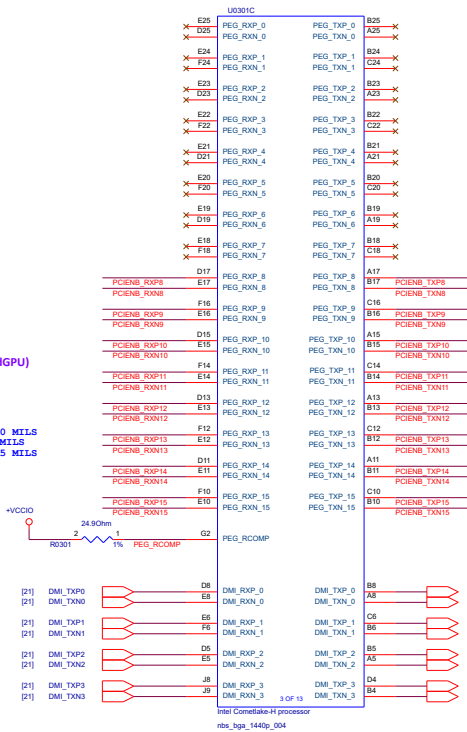 U0301C
E25 PEG_RXP_0 PEG_TXP_0 B25
D25 PEG_RXN_0 PEG_TXN_0 A25
E24 PEG_RXP_1 PEG_TXP_1 B24
F24 PEG_RXN_1 PEG_TXN_1 C24
E23 PEG_RXP_2 PEG_TXP_2 B23
D23 PEG_RXN_2 PEG_TXN_2 A23
E22 PEG_RXP_3 PEG_TXP_3 B22
F22 PEG_RXN_3 PEG_TXN_3 C22
E21 PEG_RXP_4 PEG_TXP_4 B21
D21 PEG_RXN_4 PEG_TXN_4 A21
E20 PEG_RXP_5 PEG_TXP_5 B20
F20 PEG_RXN_5 PEG_TXN_5 C20
E19 PEG_RXP_6 PEG_TXP_6 B19
D19 PEG_RXN_6 PEG_TXN_6 A19
E18 PEG_RXP_7 PEG_TXP_7 B18
F18 PEG_RXN_7 PEG_TXN_7 C18
PCIENB_RXP8 D17 PEG_RXP_8 PEG_TXP_8 A17 PCIENB_TXP8
PCIENB_RXN8 E17 PEG_RXN_8 PEG_TXN_8 B17 PCIENB_TXN8
PCIENB_RXP9 F16 PEG_RXP_9 PEG_TXP_9 C16 PCIENB_TXP9
PCIENB_RXN9 E16 PEG_RXN_9 PEG_TXN_9 B16 PCIENB_TXN9
PCIENB_RXP10 D15 PEG_RXP_10 PEG_TXP_10 A15 PCIENB_TXP10
PCIENB_RXN10 E15 PEG_RXN_10 PEG_TXN_10 B15 PCIENB_TXN10
GPU)
PCIENB_RXP11 F14 PEG_RXP_11 PEG_TXP_11 C14 PCIENB_TXP11
PCIENB_RXN11 E14 PEG_RXN_11 PEG_TXN_11 B14 PCIENB_TXN11
PCIENB_RXP12 D13 PEG_RXP_12 PEG_TXP_12 A13 PCIENB_TXP12
PCIENB_RXN12 E13 PEG_RXN_12 PEG_TXN_12 B13 PCIENB_TXN12
0 MILS
MILS
5 MILS
PCIENB_RXP13 F12 PEG_RXP_13 PEG_TXP_13 C12 PCIENB_TXP13
PCIENB_RXN13 E12 PEG_RXN_13 PEG_TXN_13 B12 PCIENB_TXN13
PCIENB_RXP14 D11 PEG_RXP_14 PEG_TXP_14 A11 PCIENB_TXP14
PCIENB_RXN14 E11 PEG_RXN_14 PEG_TXN_14 B11 PCIENB_TXN14
PCIENB_RXP15 F10 PEG_RXP_15 PEG_TXP_15 C10 PCIENB_TXP15
PCIENB_RXN15 E10 PEG_RXN_15 PEG_TXN_15 B10 PCIENB_TXN15
+VCCIO
24.9Ohm
2 1 G2 PEG_RCOMP
R0301 1% PEG_RCOMP
[21] DMI_TXP0 D8 DMI_RXP_0 DMI_TXP_0 B8
[21] DMI_TXN0 E8 DMI_RXN_0 DMI_TXN_0 A8
[21] DMI_TXP1 E6 DMI_RXP_1 DMI_TXP_1 C6
[21] DMI_TXN1 F6 DMI_RXN_1 DMI_TXN_1 B6
[21] DMI_TXP2 D5 DMI_RXP_2 DMI_TXP_2 B5
[21] DMI_TXN2 E5 DMI_RXN_2 DMI_TXN_2 A5
[21] DMI_TXP3 J8 DMI_RXP_3 DMI_TXP_3 D4
[21] DMI_TXN3 J9 DMI_RXN_3 DMI_TXN_3 B4
3 OF 13
Intel Cometlake-H processor
nbs_bga_1440p_004